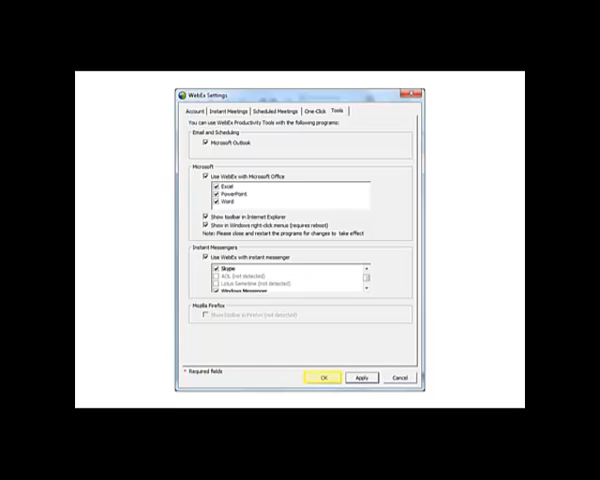 WebEx Settings
Account Instant Meetings Scheduled Meetings One-Click Tools
You can use WebEx Productivity Tools with the following programs:
Email and Scheduling
Microsoft Outlook
Microsoft
Use WebEx with Microsoft Office
Excel
PowerPoint
Word
Show toolbar in Internet Explorer
Show in Windows right-click menus (requires reboot)
Note: Please close and restart the programs for changes to take effect
Instant Messengers
Use WebEx with instant messenger
Skype
AOL (not detected)
Lotus Sametime (not detected)
Windows Messenger
Mozilla Firefox
Show toolbar in Firefox (not detected)
* Required fields
OK Apply Cancel